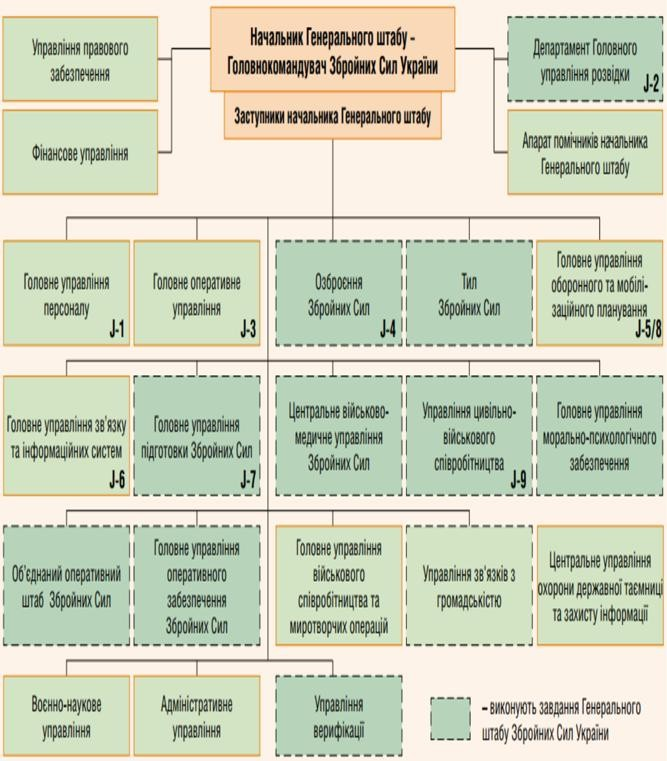 Управління правового
забезпечення
Начальник Генерального штабу –
Головнокомандувач Збройних Сил України
Заступники начальника Генерального штабу
Департамент Головного
управління розвідки
J-2
Фінансове управління
Апарат помічників начальника
Генерального штабу
Головне управління
персоналу
J-1
Головне оперативне
управління
J-3
Озброєння
Збройних Сил
J-4
Тил
Збройних Сил
Головне управління
оборонного та мобілі-
заційного планування
J-5/8
Головне управління зв'язку
та інформаційних систем
J-6
Головне управління
підготовки Збройних Сил
J-7
Центральне військово-
медичне управління
Збройних Сил
Управління цивільно-
військового
співробітництва
J-9
Головне управління
морально-психологічного
забезпечення
Об'єднаний оперативний
штаб Збройних Сил
Головне управління
оперативного
забезпечення
Збройних Сил
Головне управління
військового
співробітництва та
миротворчих операцій
Управління зв'язків з
громадськістю
Центральне управління
охорони державної таємниці
та захисту інформації
Воєнно-наукове
управління
Адміністративне
управління
Управління
верифікації
– виконують завдання Генерального
штабу Збройних Сил України